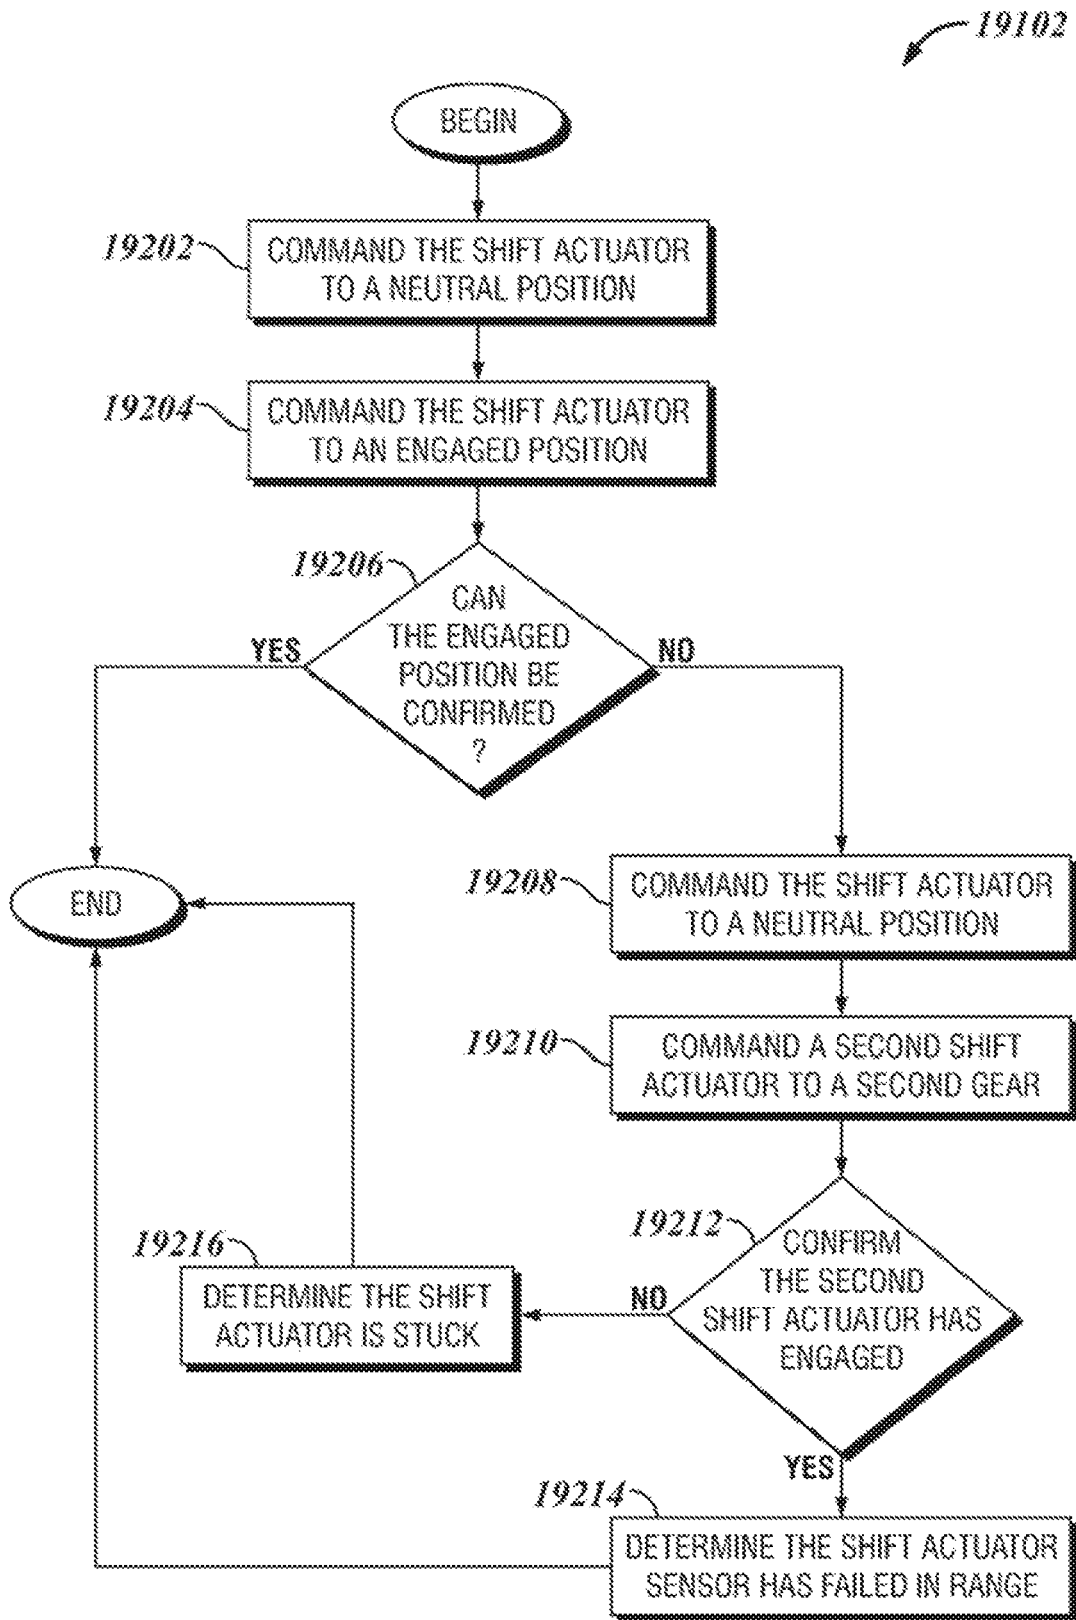 19102
BEGIN
19202
COMMAND THE SHIFT ACTUATOR
TO A NEUTRAL POSITION
19204
COMMAND THE SHIFT ACTUATOR
TO AN ENGAGED POSITION
19206
CAN
THE ENGAGED
POSITION BE
CONFIRMED
?
YES
NO
END
19208
COMMAND THE SHIFT ACTUATOR
TO A NEUTRAL POSITION
19210
COMMAND A SECOND SHIFT
ACTUATOR TO A SECOND GEAR
19212
CONFIRM
THE SECOND
SHIFT ACTUATOR HAS
ENGAGED
NO
19216
DETERMINE THE SHIFT
ACTUATOR IS STUCK
YES
19214
DETERMINE THE SHIFT ACTUATOR
SENSOR HAS FAILED IN RANGE